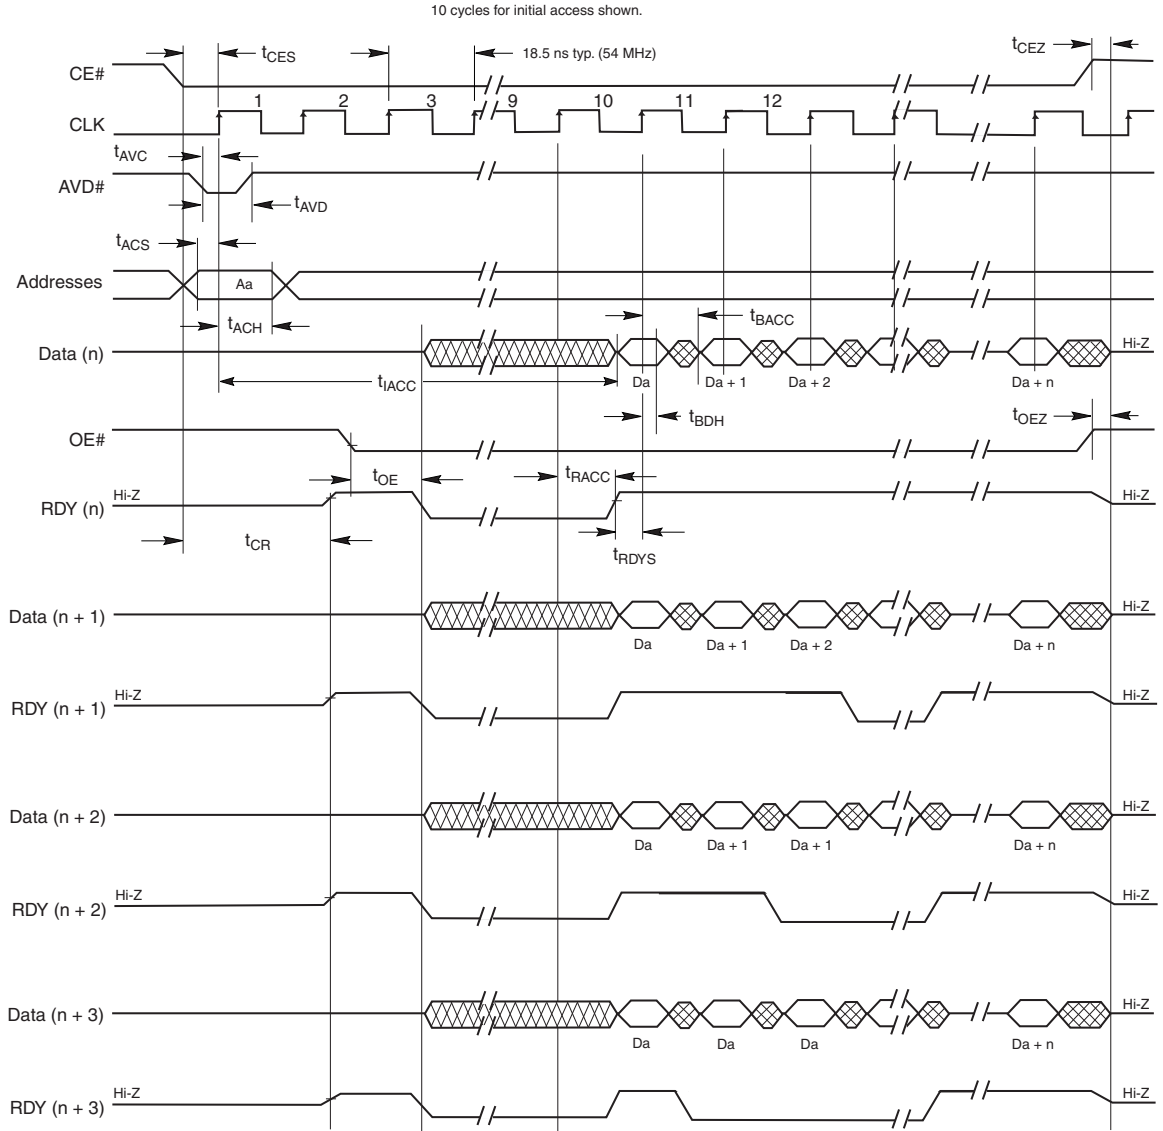 10 cycles for initial access shown.
tCES
18.5 ns typ. (54 MHz)
tCEZ
CE#
1 2 3 9 10 11 12
CLK
tAVC
AVD#
tAVD
tACS
Addresses
Aa
tACH
tBACC
Data (n)
Hi-Z
tIACC
Da Da + 1 Da + 2 Da + n
tBDH
tOEZ
OE#
tOE
tRACC
RDY (n)
Hi-Z Hi-Z
tCR
tRDYS
Data (n + 1)
Hi-Z
Da Da + 1 Da + 2 Da + n
RDY (n + 1)
Hi-Z Hi-Z
Data (n + 2)
Hi-Z
Da Da + 1 Da + 1 Da + n
RDY (n + 2)
Hi-Z Hi-Z
Data (n + 3)
Hi-Z
Da Da Da Da + n
RDY (n + 3)
Hi-Z Hi-Z